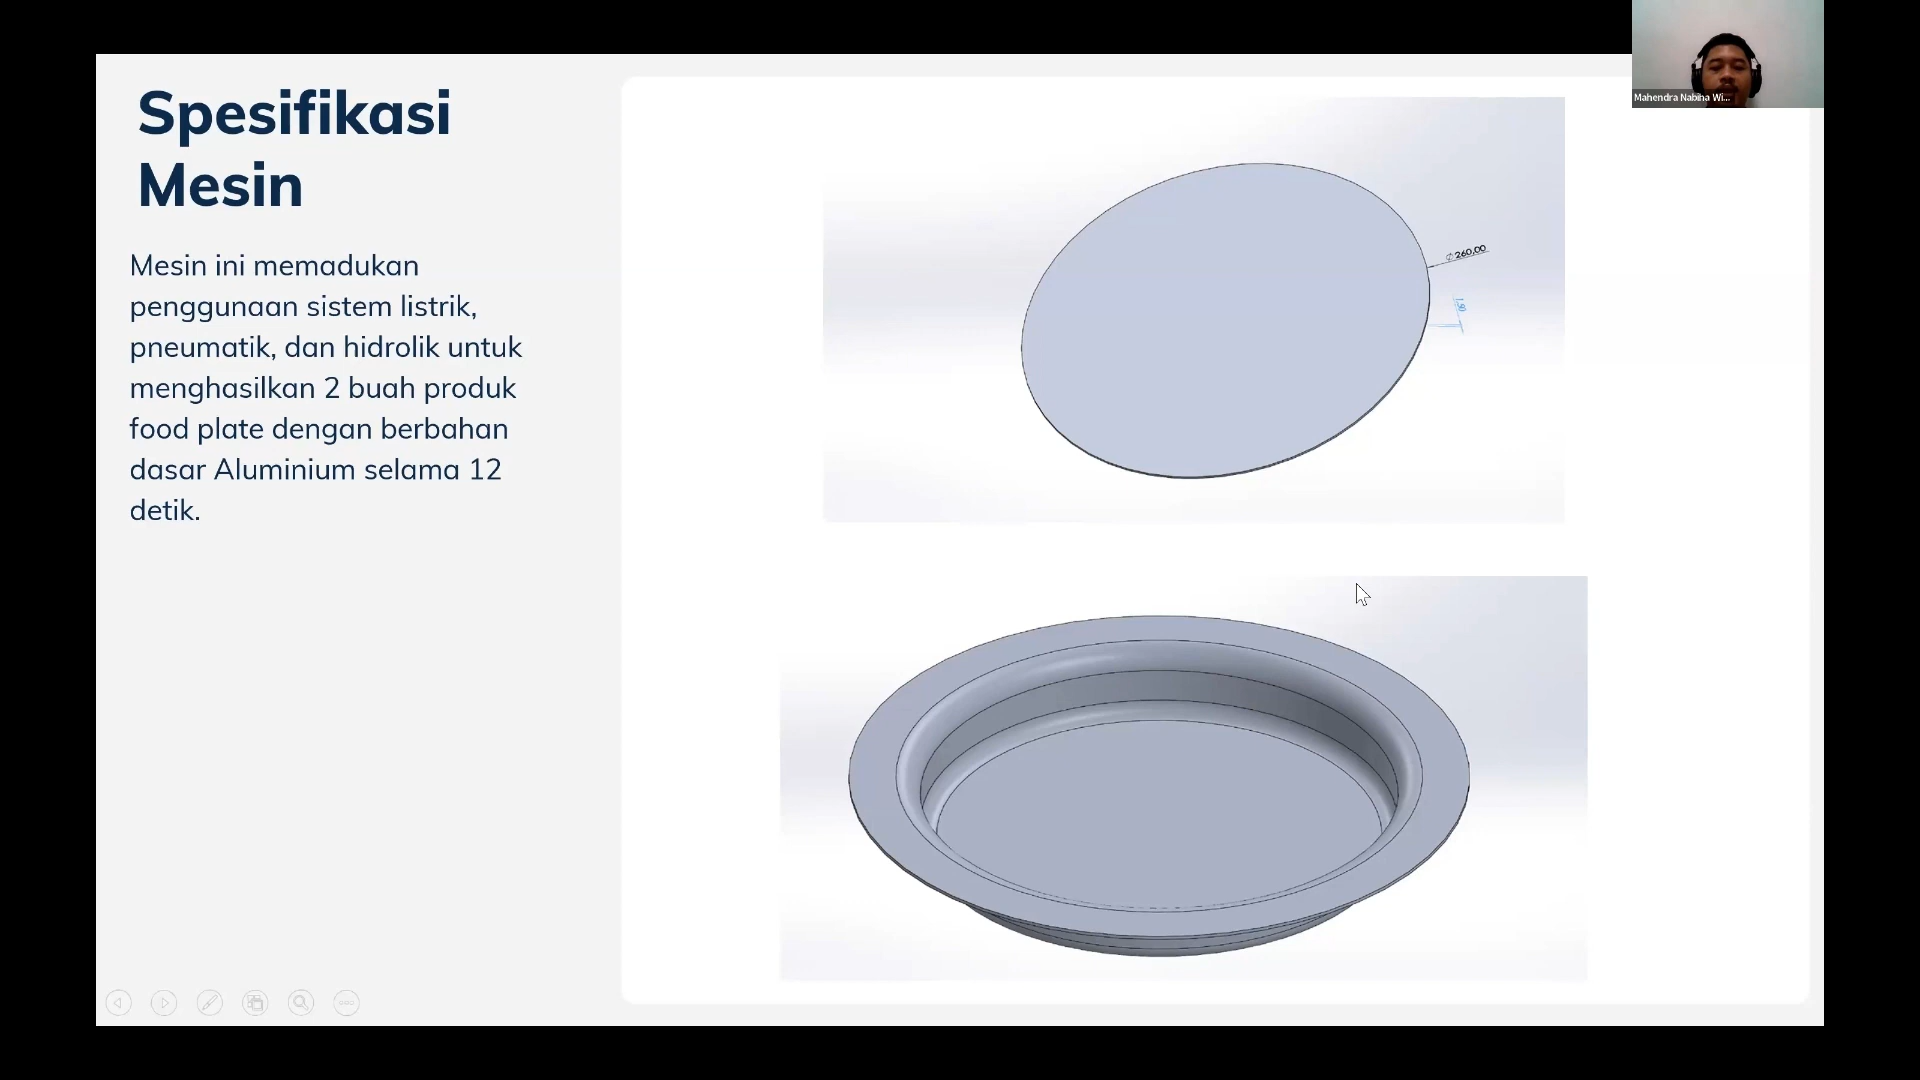 Spesifikasi
Mesin
Mesin ini memadukan
penggunaan sistem listrik,
pneumatik, dan hidrolik untuk
menghasilkan 2 buah produk
food plate dengan berbahan
dasar Aluminium selama 12
detik.
Ø260,00
Mahendra Nabiha Wi...